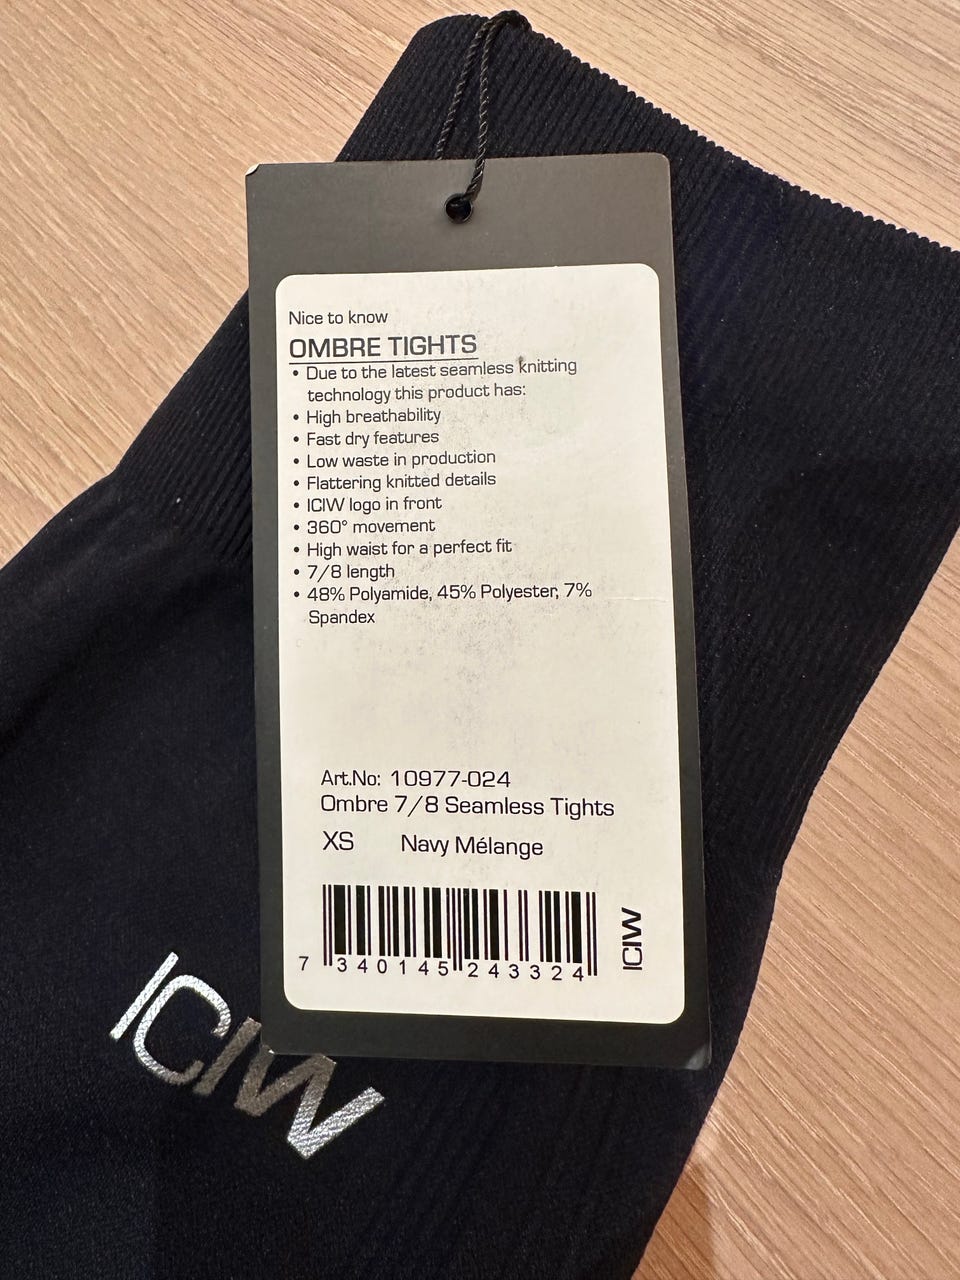 Nice to know
OMBRE TIGHTS
• Due to the latest seamless knitting
technology this product has:
• High breathability
• Fast dry features
• Low waste in production
• Flattering knitted details
• ICIW logo in front
• 360° movement
• High waist for a perfect fit
• 7/8 length
• 48% Polyamide, 45% Polyester, 7%
Spandex
Art.No: 10977-024
Ombre 7/8 Seamless Tights
XS Navy Mélange
7 340145 243324
ICIW
ICIW